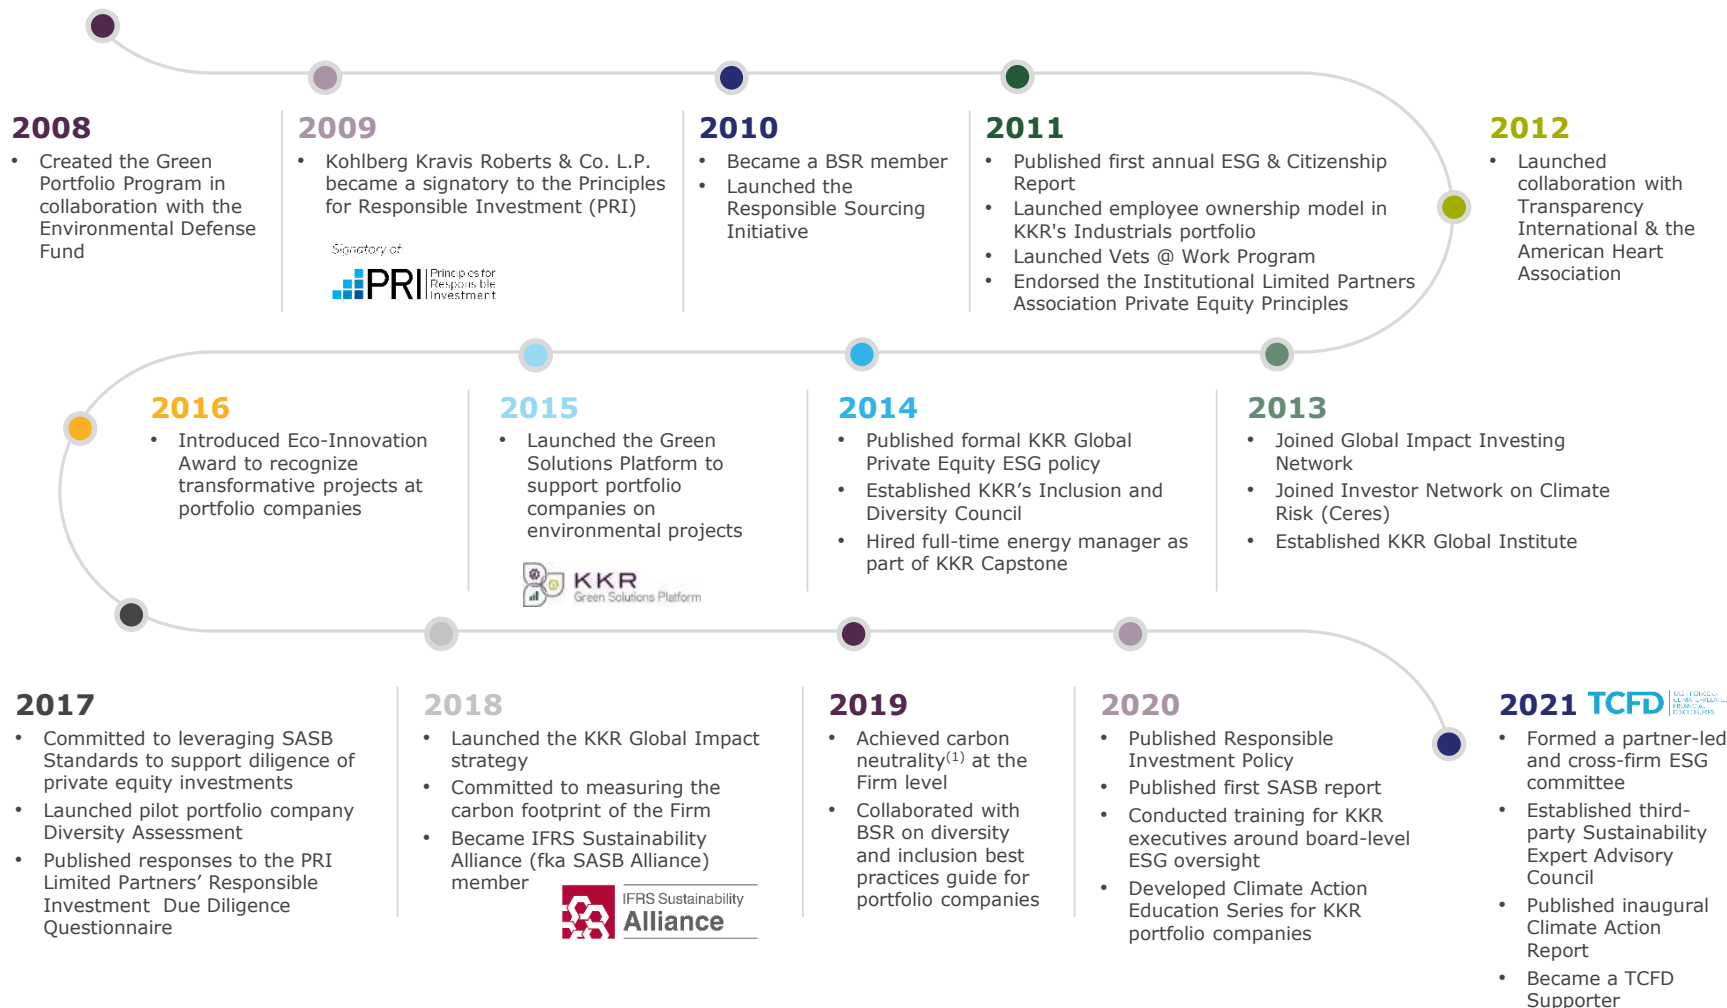 2008
• Created the Green
Portfolio Program in
collaboration with the
Environmental Defense
Fund
2009
• Kohlberg Kravis Roberts & Co. L.P.
became a signatory to the Principles
for Responsible Investment (PRI)
Signatory of:
PRI
Principles for
Responsible
Investment
2010
• Became a BSR member
• Launched the
Responsible Sourcing
Initiative
2011
• Published first annual ESG & Citizenship
Report
• Launched employee ownership model in
KKR's Industrials portfolio
• Launched Vets @ Work Program
• Endorsed the Institutional Limited Partners
Association Private Equity Principles
2012
• Launched
collaboration with
Transparency
International & the
American Heart
Association
2016
• Introduced Eco-Innovation
Award to recognize
transformative projects at
portfolio companies
2015
• Launched the Green
Solutions Platform to
support portfolio
companies on
environmental projects
KKR
Green Solutions Platform
2014
• Published formal KKR Global
Private Equity ESG policy
• Established KKR’s Inclusion and
Diversity Council
• Hired full-time energy manager as
part of KKR Capstone
2013
• Joined Global Impact Investing
Network
• Joined Investor Network on Climate
Risk (Ceres)
• Established KKR Global Institute
2017
• Committed to leveraging SASB
Standards to support diligence of
private equity investments
• Launched pilot portfolio company
Diversity Assessment
• Published responses to the PRI
Limited Partners’ Responsible
Investment Due Diligence
Questionnaire
2018
• Launched the KKR Global Impact
strategy
• Committed to measuring the
carbon footprint of the Firm
• Became IFRS Sustainability
Alliance (fka SASB Alliance)
member
IFRS Sustainability
Alliance
2019
• Achieved carbon
neutrality(1) at the
Firm level
• Collaborated with
BSR on diversity
and inclusion best
practices guide for
portfolio companies
2020
• Published Responsible
Investment Policy
• Published first SASB report
• Conducted training for KKR
executives around board-level
ESG oversight
• Developed Climate Action
Education Series for KKR
portfolio companies
2021
TCFD
• Formed a partner-led
and cross-firm ESG
committee
• Established third-
party Sustainability
Expert Advisory
Council
• Published inaugural
Climate Action
Report
• Became a TCFD
Supporter